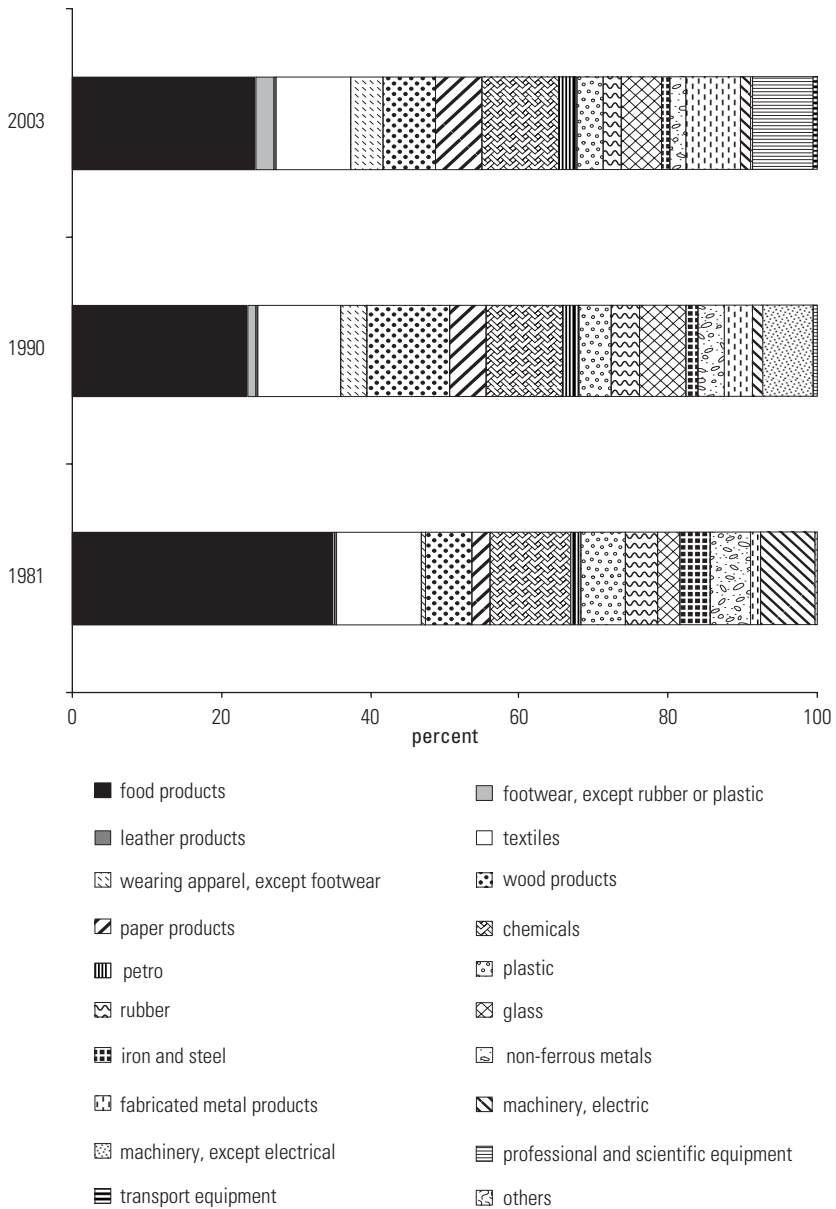 2003
1990
1981
0 20 40 60 80 100
percent
food products
footwear, except rubber or plastic
leather products
textiles
wearing apparel, except footwear
wood products
paper products
chemicals
petro
plastic
rubber
glass
iron and steel
non-ferrous metals
fabricated metal products
machinery, electric
machinery, except electrical
professional and scientific equipment
transport equipment
others